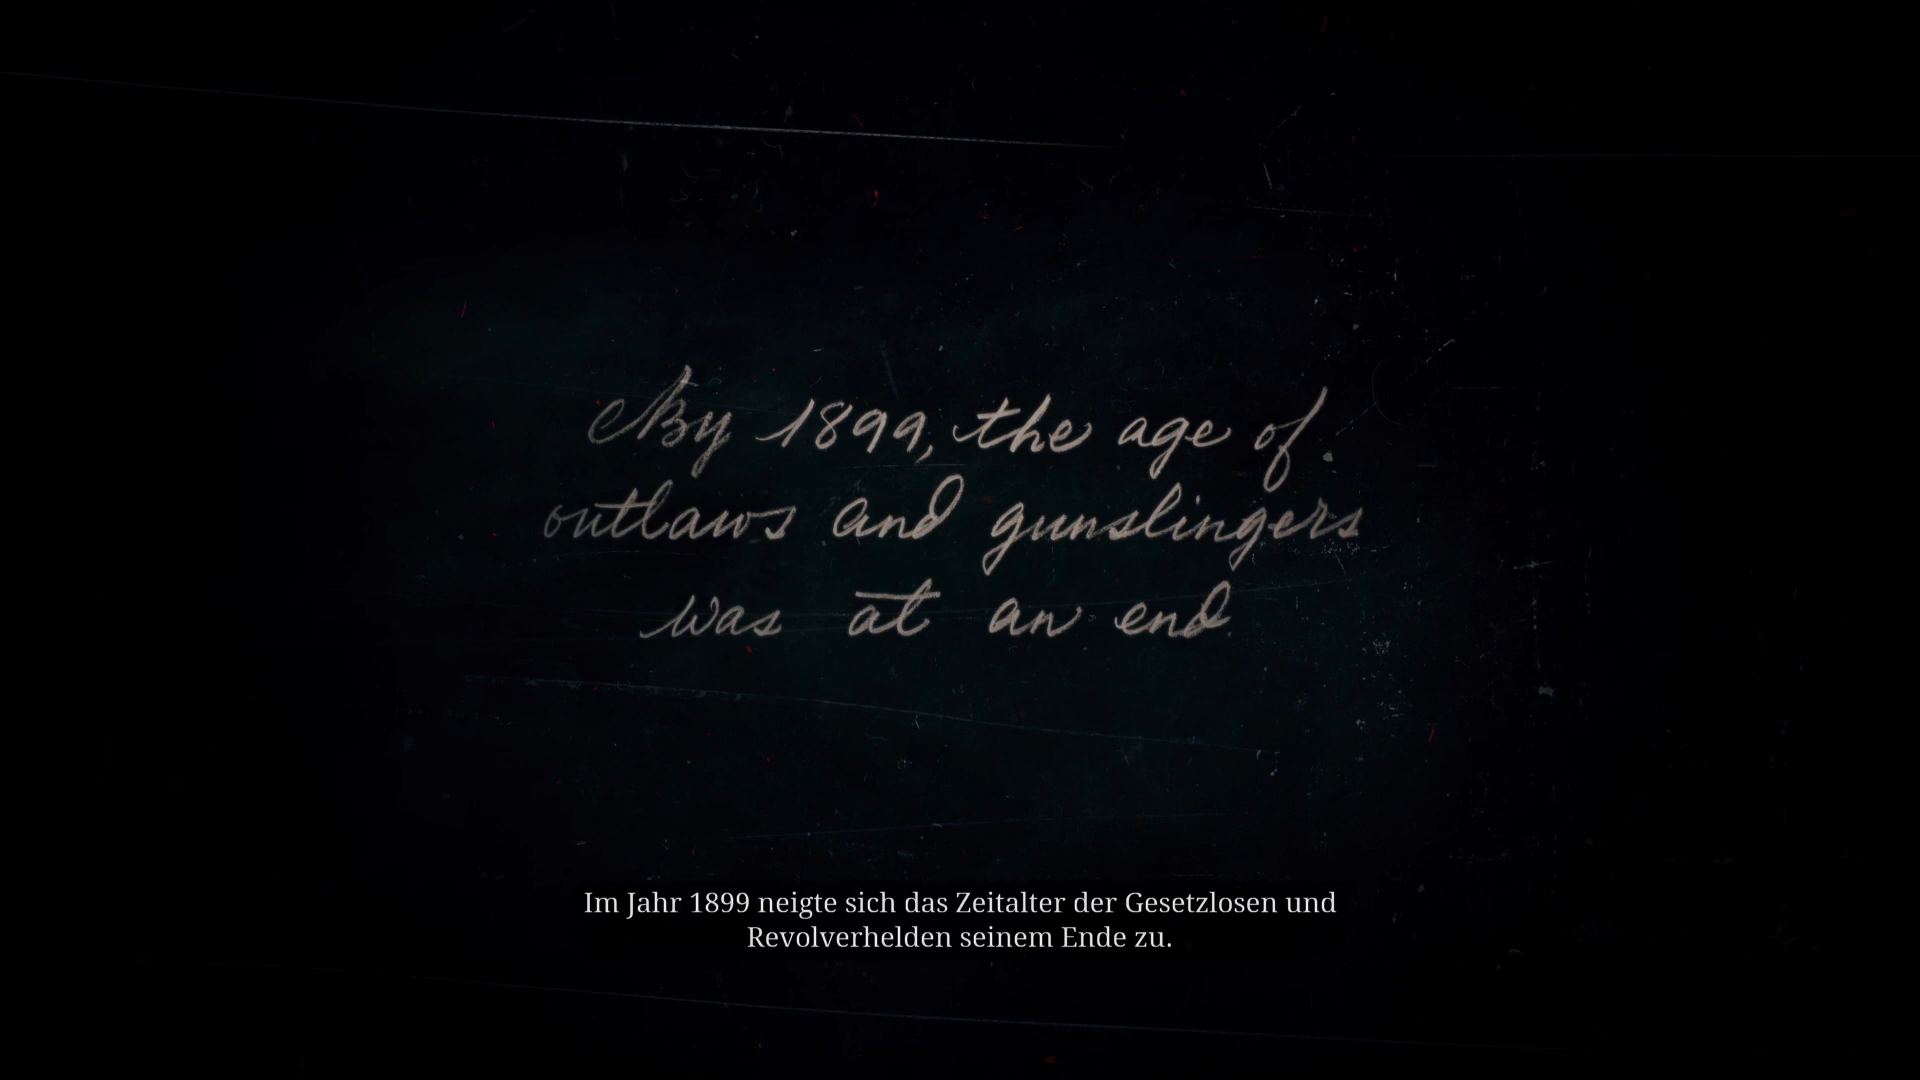 By 1899, the age of
outlaws and gunslingers
was at an end
Im Jahr 1899 neigte sich das Zeitalter der Gesetzlosen und
Revolverhelden seinem Ende zu.